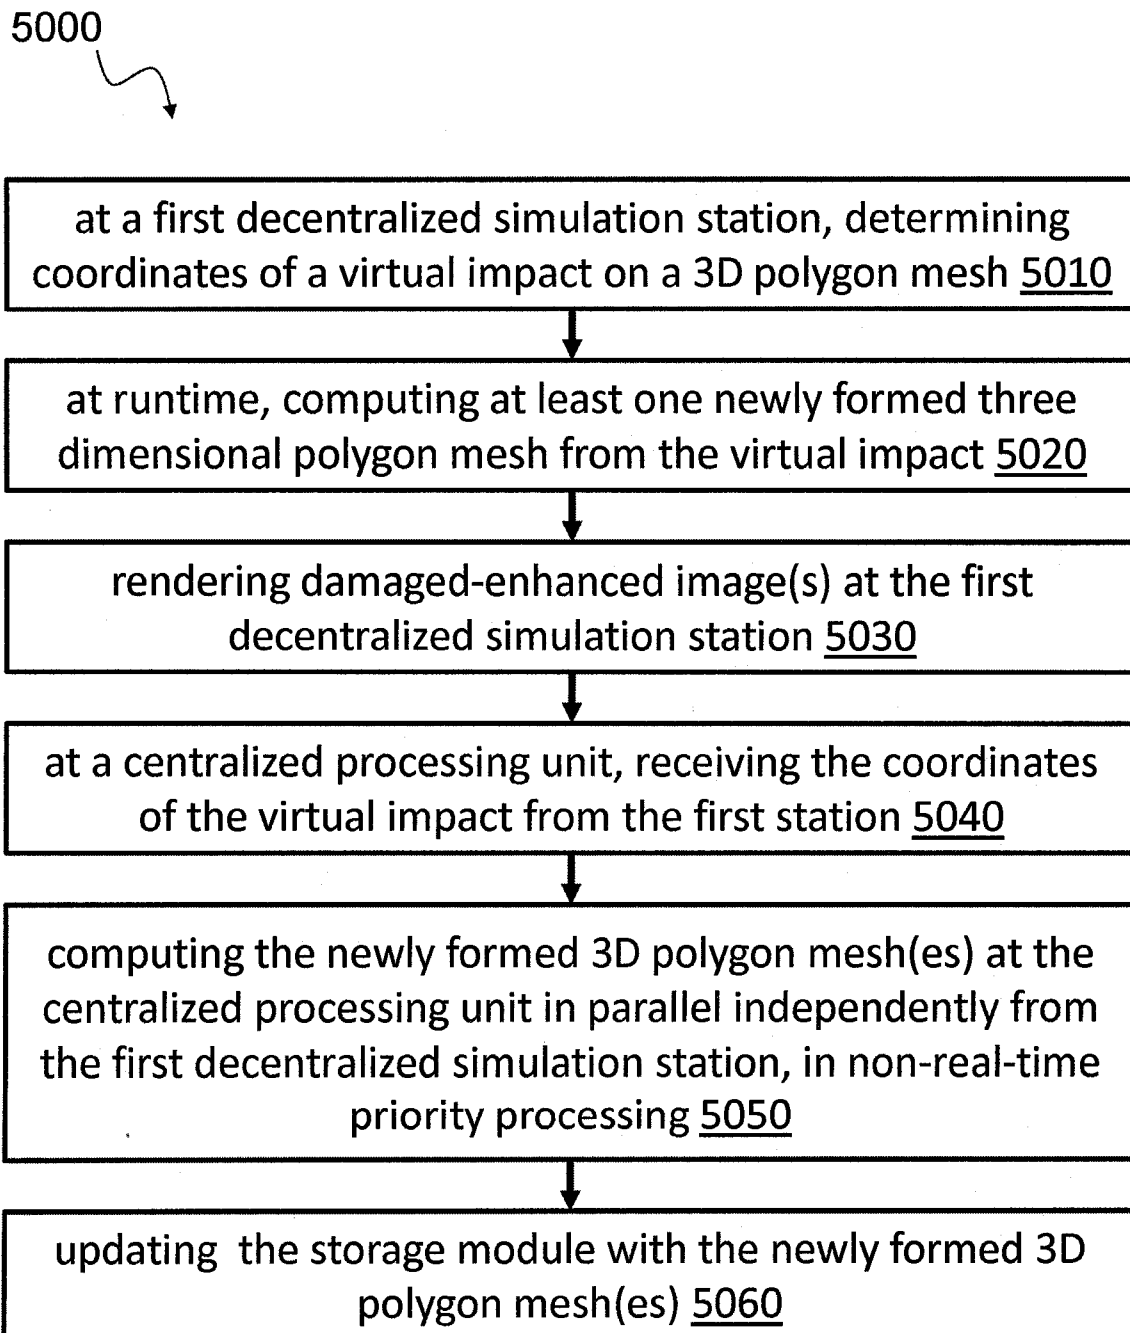 5000
at a first decentralized simulation station, determining
coordinates of a virtual impact on a 3D polygon mesh 5010
at runtime, computing at least one newly formed three
dimensional polygon mesh from the virtual impact 5020
rendering damaged-enhanced image(s) at the first
decentralized simulation station 5030
at a centralized processing unit, receiving the coordinates
of the virtual impact from the first station 5040
computing the newly formed 3D polygon mesh(es) at the
centralized processing unit in parallel independently from
the first decentralized simulation station, in non-real-time
priority processing 5050
updating the storage module with the newly formed 3D
polygon mesh(es) 5060